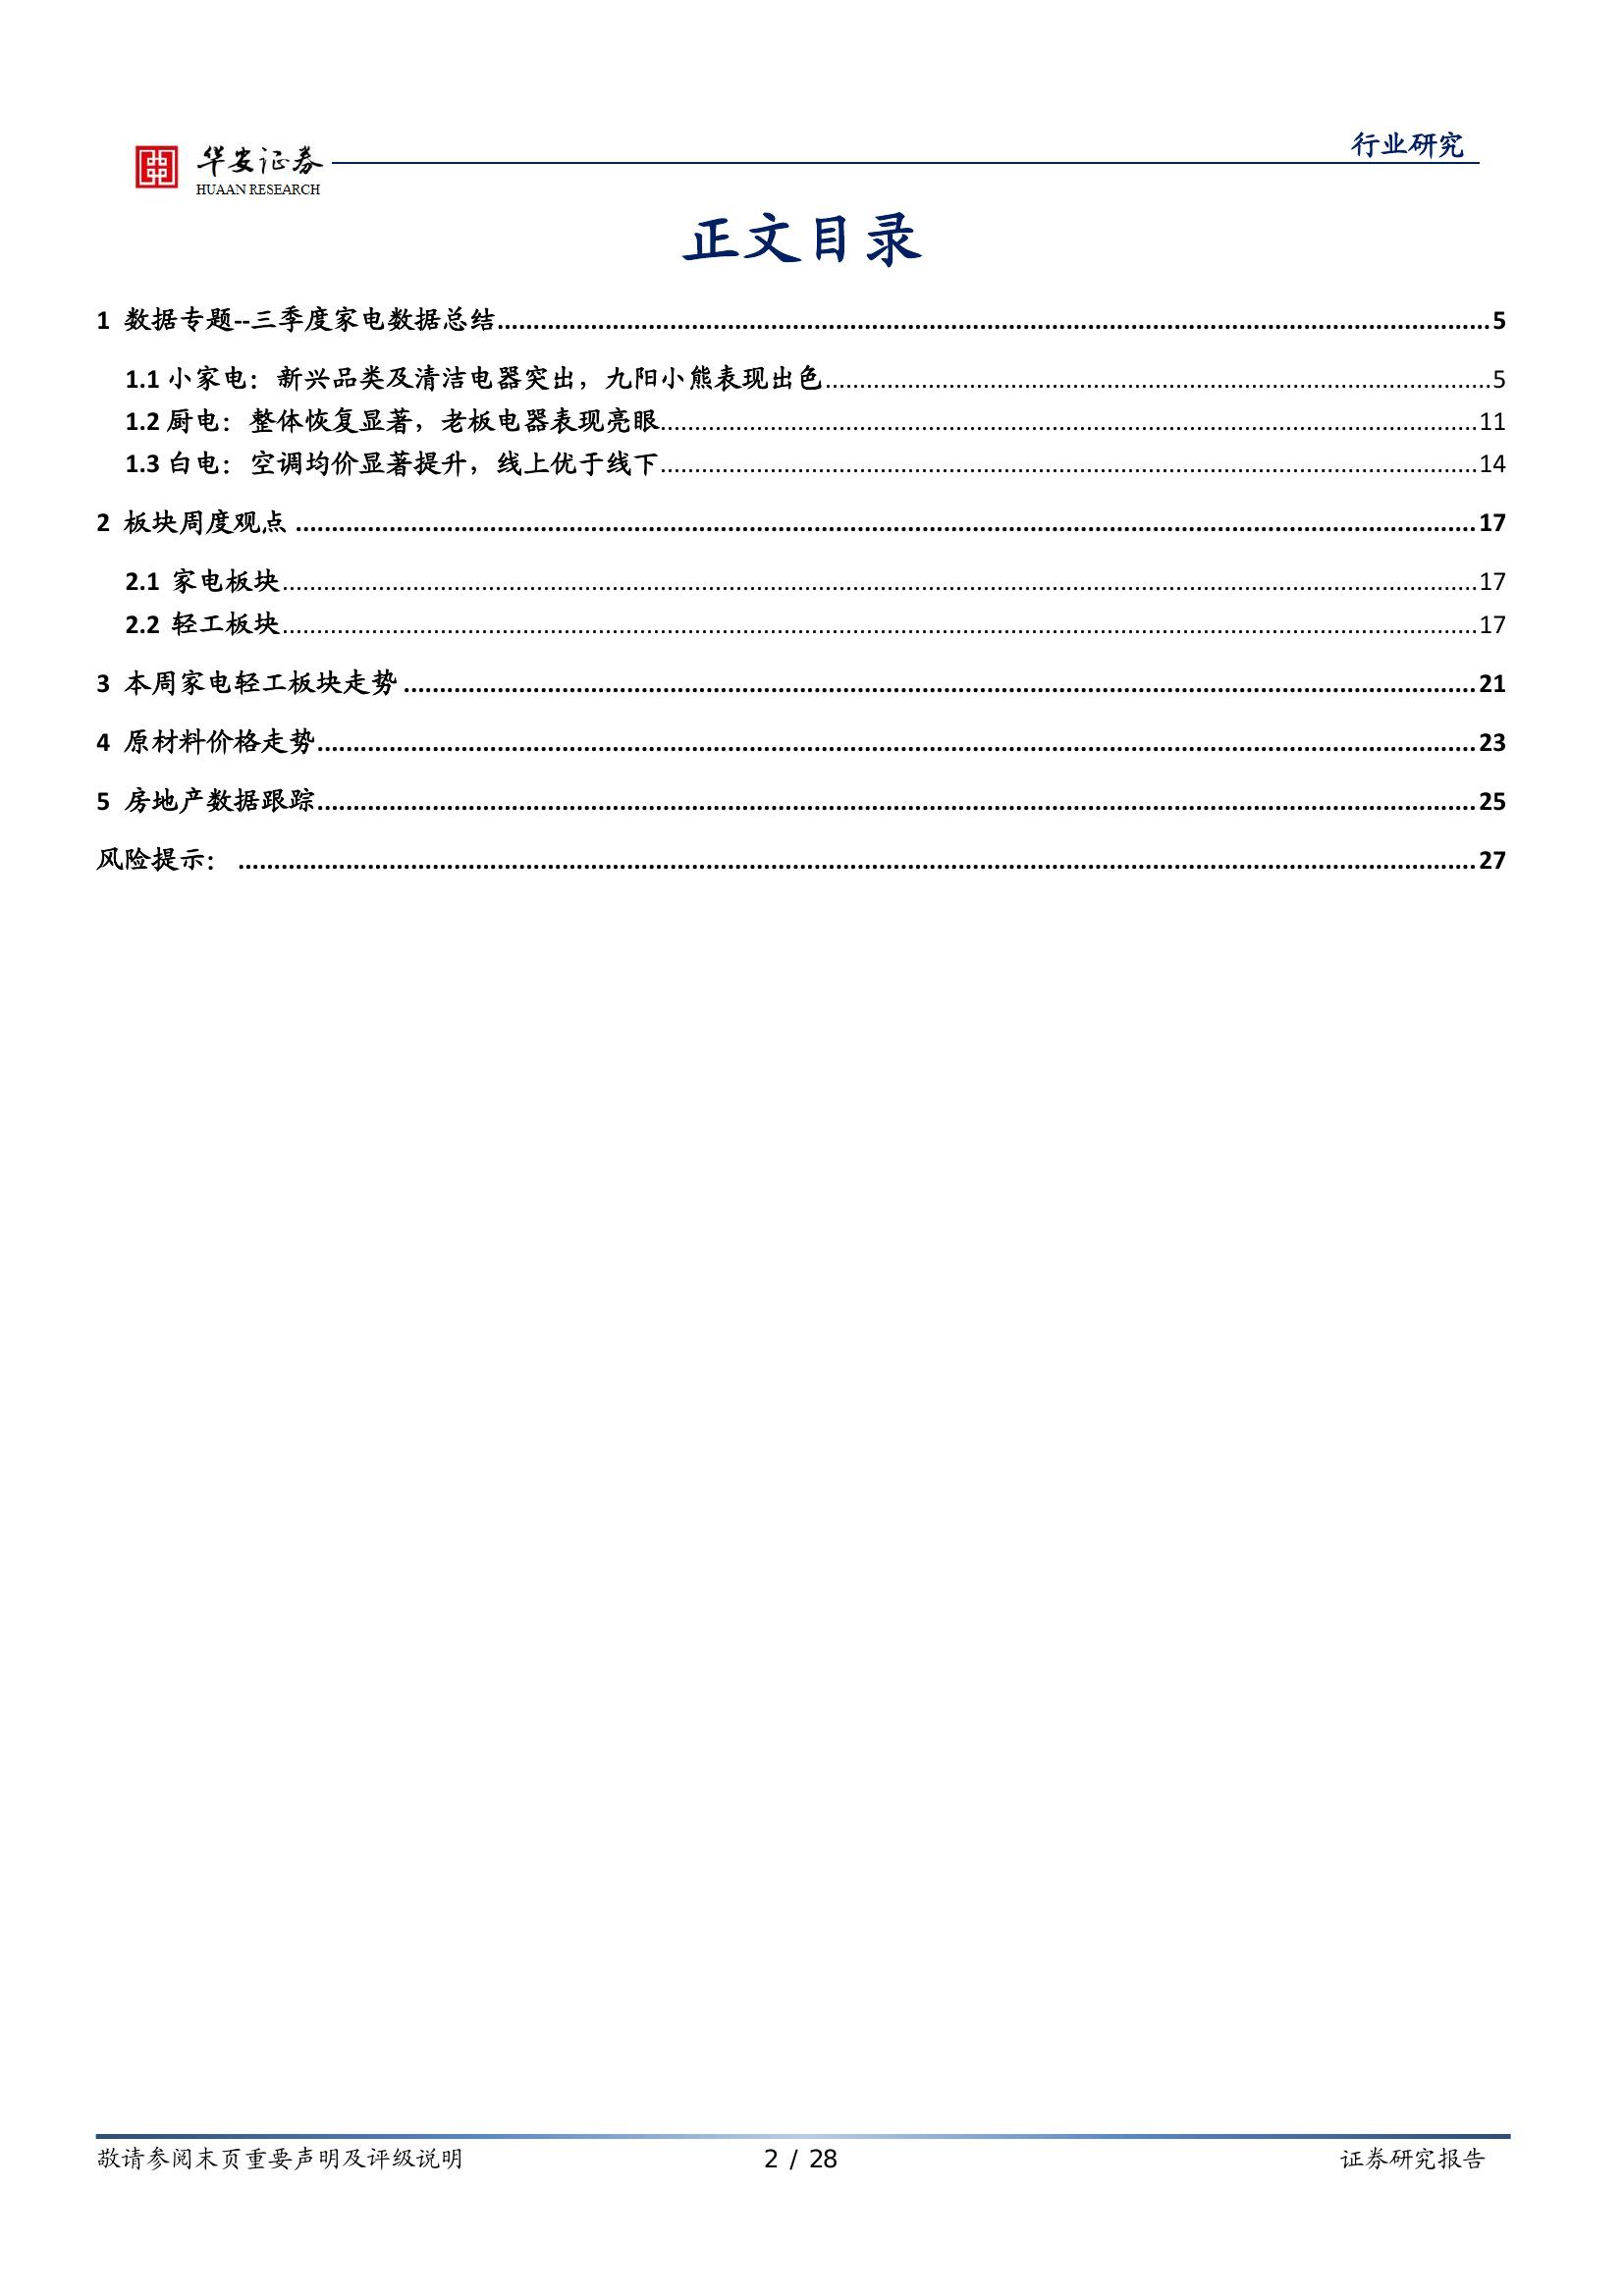 行业研究
华安证券
HUAAN RESEARCH
正文目录
1 数据专题--三季度家电数据总结 5
1.1 小家电：新兴品类及清洁电器突出，九阳小熊表现出色 5
1.2 厨电：整体恢复显著，老板电器表现亮眼 11
1.3 白电：空调均价显著提升，线上优于线下 14
2 板块周度观点 17
2.1 家电板块 17
2.2 轻工板块 17
3 本周家电轻工板块走势 21
4 原材料价格走势 23
5 房地产数据跟踪 25
风险提示： 27
敬请参阅末页重要声明及评级说明 2 / 28 证券研究报告